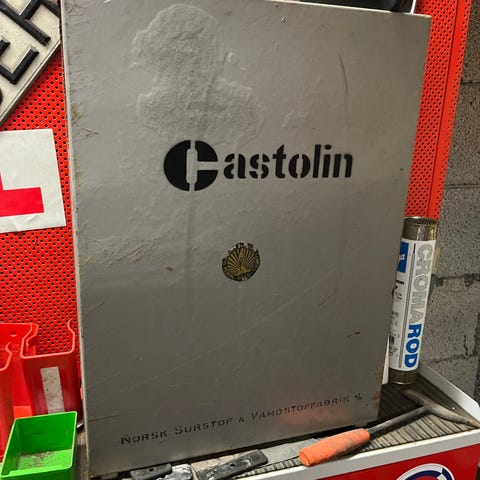 Castolin
NORSK SURSTOF & VANDSTOFFABRIK A/S
CROMAROD
L